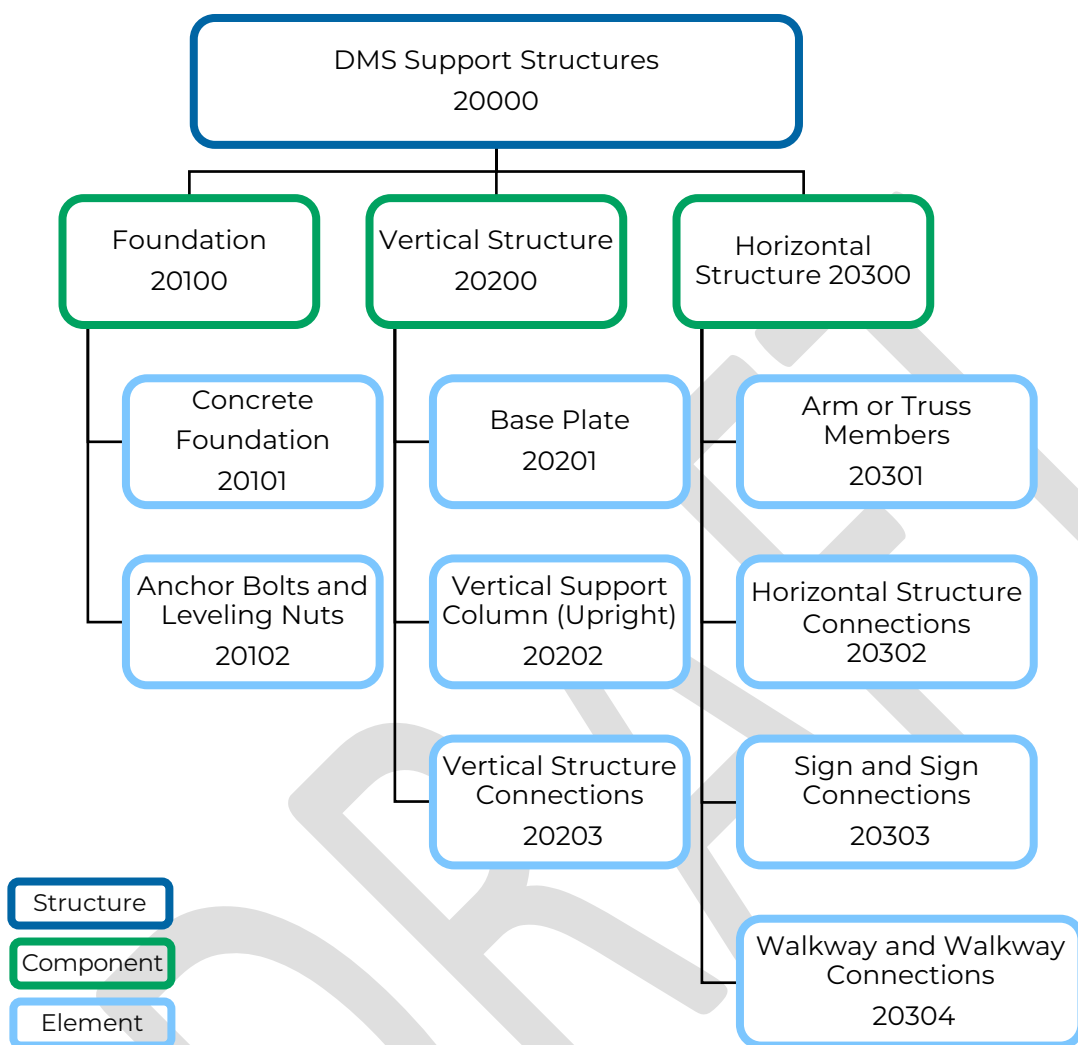 DMS Support Structures
20000
Foundation
20100
Vertical Structure
20200
Horizontal
Structure 20300
Concrete
Foundation
20101
Base Plate
20201
Arm or Truss
Members
20301
Anchor Bolts and
Leveling Nuts
20102
Vertical Support
Column (Upright)
20202
Horizontal Structure
Connections
20302
Vertical Structure
Connections
20203
Sign and Sign
Connections
20303
Walkway and Walkway
Connections
20304
Structure
Component
Element
DRAFT